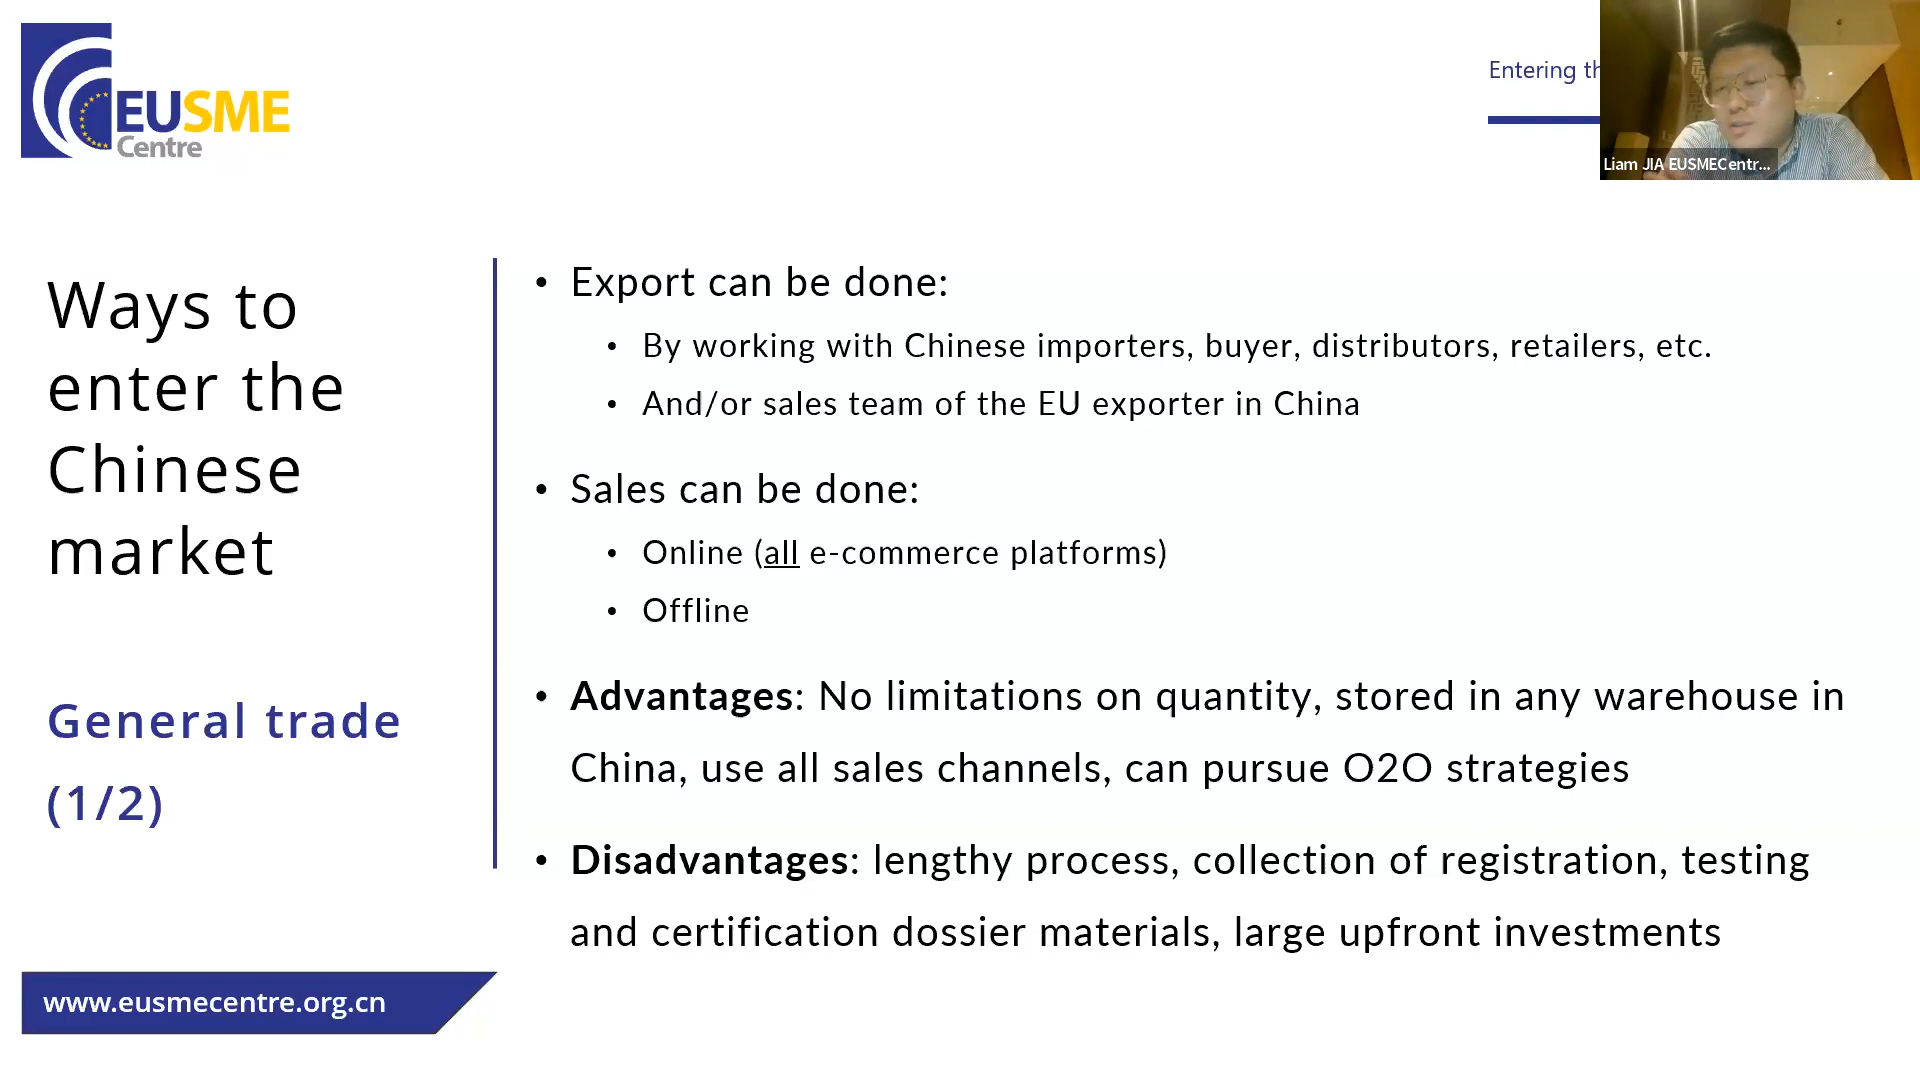 EUSME
Centre
Entering th
Liam JIA EUSMECentr...
Ways to
enter the
Chinese
market
General trade
(1/2)
• Export can be done:
• By working with Chinese importers, buyer, distributors, retailers, etc.
• And/or sales team of the EU exporter in China
• Sales can be done:
• Online (all e-commerce platforms)
• Offline
• Advantages: No limitations on quantity, stored in any warehouse in
China, use all sales channels, can pursue O2O strategies
• Disadvantages: lengthy process, collection of registration, testing
and certification dossier materials, large upfront investments
www.eusmecentre.org.cn